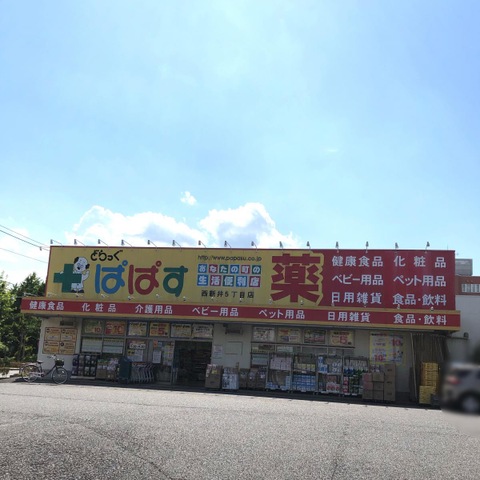 どらっぐ
ぱぱす
http://www.papasu.co.jp
あなたの町の
生活便利店
西新井5丁目店
薬
健康食品 化粧品
ベビー用品 ペット用品
日用雑貨 食品・飲料
健康食品 化粧品 介護用品 ベビー用品 ペット用品 日用雑貨 食品・飲料